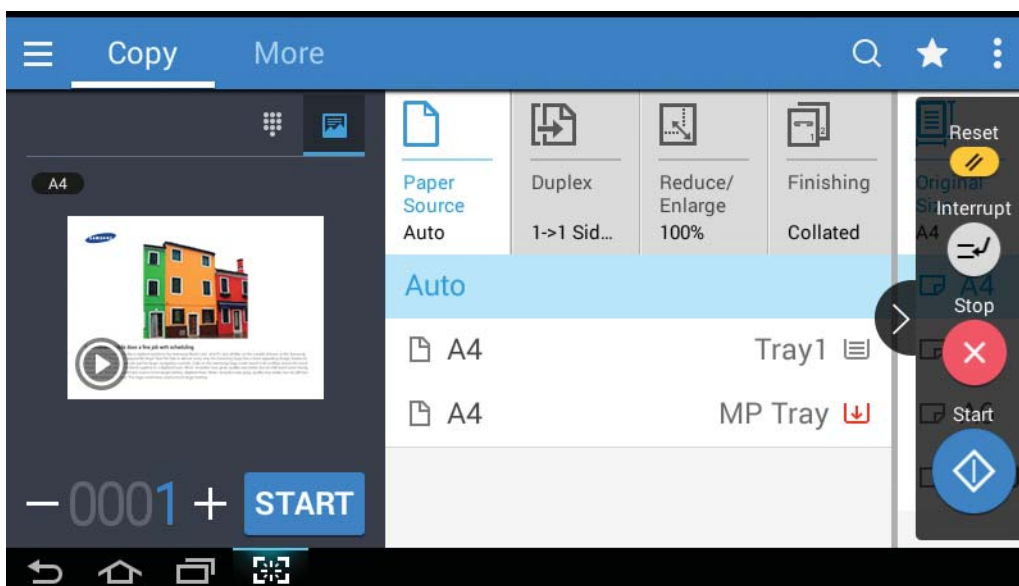 Copy
More
A4
SAMSUNG
0001
START
Paper
Source
Auto
Duplex
1->1 Sid...
Reduce/
Enlarge
100%
Finishing
Collated
Original
A4
Auto
A4
Tray1
A4
MP Tray
A4
Reset
Interrupt
Stop
Start